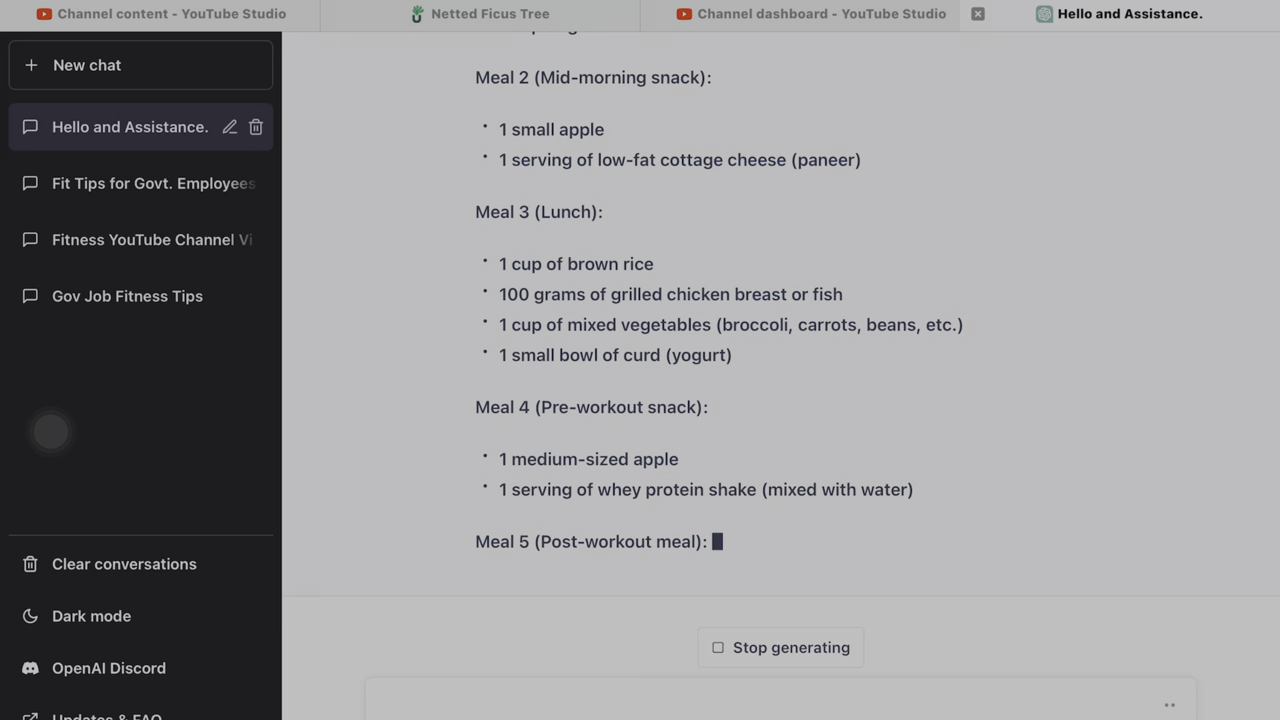 Channel content - YouTube Studio
Netted Ficus Tree
Channel dashboard - YouTube Studio
Hello and Assistance.
New chat
Hello and Assistance.
Fit Tips for Govt. Employees
Fitness YouTube Channel Vi
Gov Job Fitness Tips
Clear conversations
Dark mode
OpenAI Discord
Updates & FAQ
Meal 2 (Mid-morning snack):
• 1 small apple
• 1 serving of low-fat cottage cheese (paneer)
Meal 3 (Lunch):
• 1 cup of brown rice
• 100 grams of grilled chicken breast or fish
• 1 cup of mixed vegetables (broccoli, carrots, beans, etc.)
• 1 small bowl of curd (yogurt)
Meal 4 (Pre-workout snack):
• 1 medium-sized apple
• 1 serving of whey protein shake (mixed with water)
Meal 5 (Post-workout meal):
Stop generating